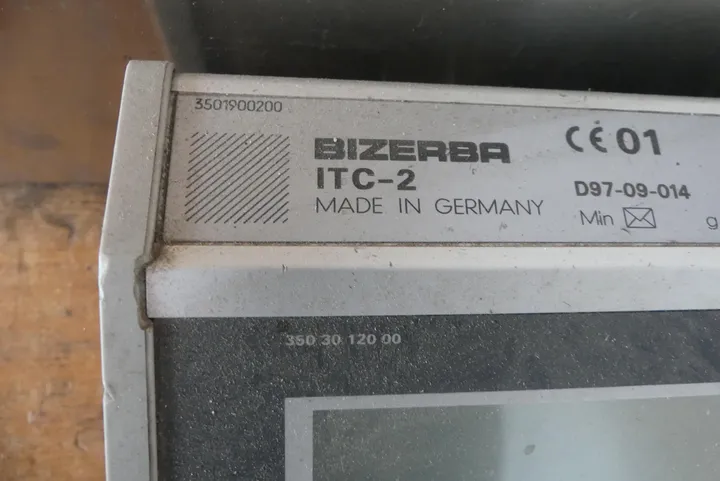 3501900200
BIZERBA
CE 01
ITC-2
D97-09-014
MADE IN GERMANY
Min g
350 30 120 00